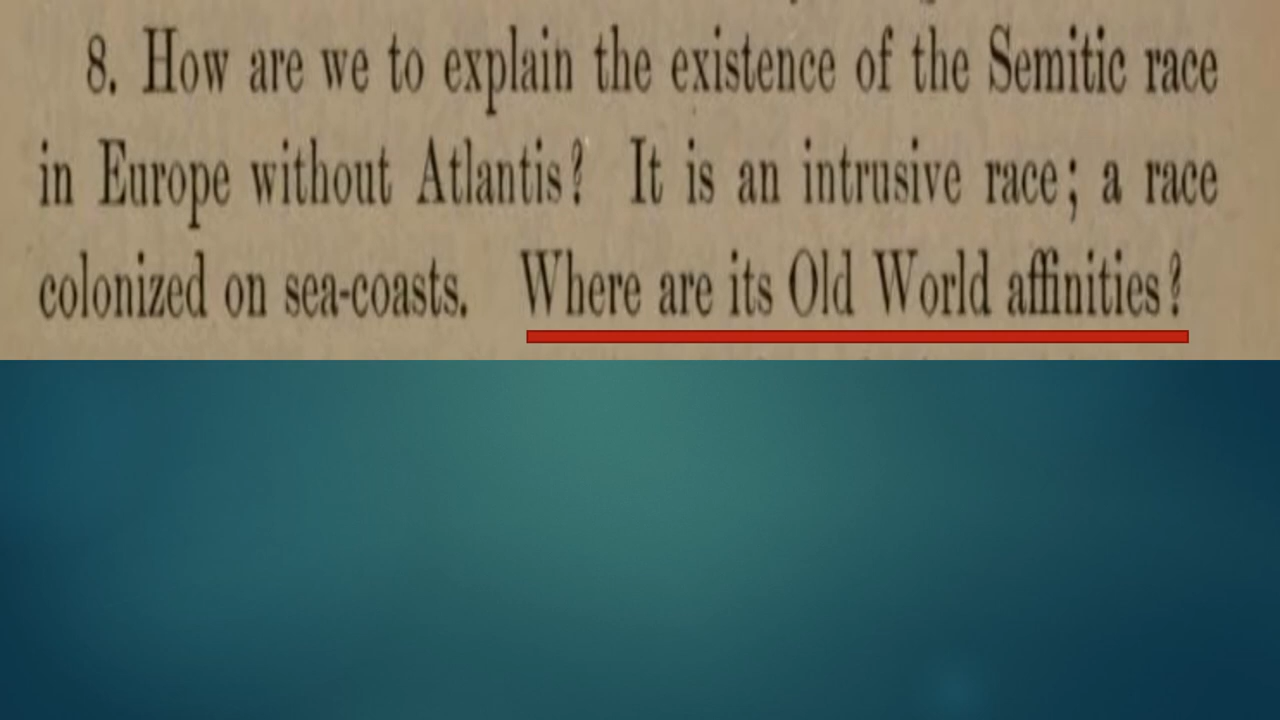 8. How are we to explain the existence of the Semitic race
in Europe without Atlantis? It is an intrusive race; a race
colonized on sea-coasts. Where are its Old World affinities?